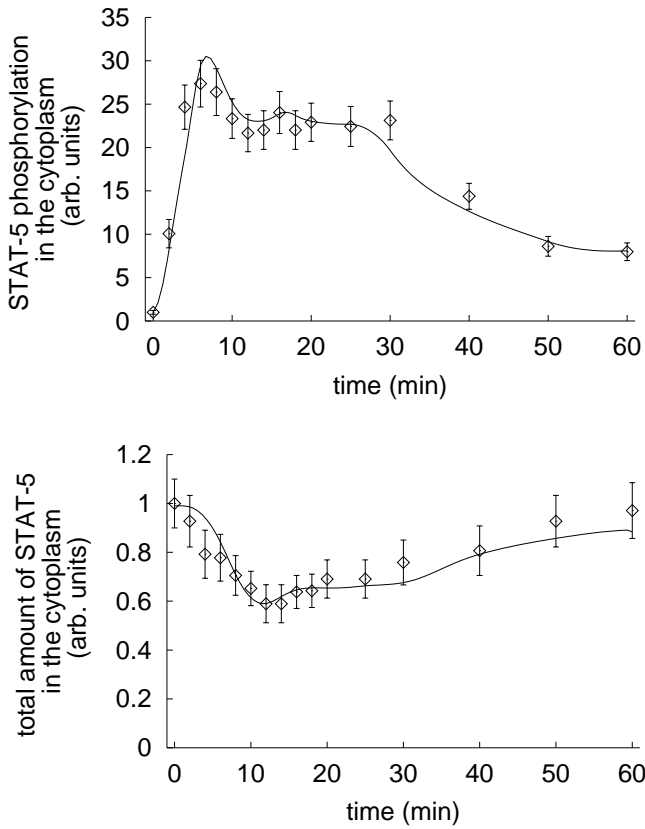 STAT-5 phosphorylation
in the cytoplasm
(arb. units)
35
30
25
20
15
10
5
0
0 10 20 30 40 50 60
time (min)
total amount of STAT-5
in the cytoplasm
(arb. units)
1.2
1
0.8
0.6
0.4
0.2
0
0 10 20 30 40 50 60
time (min)